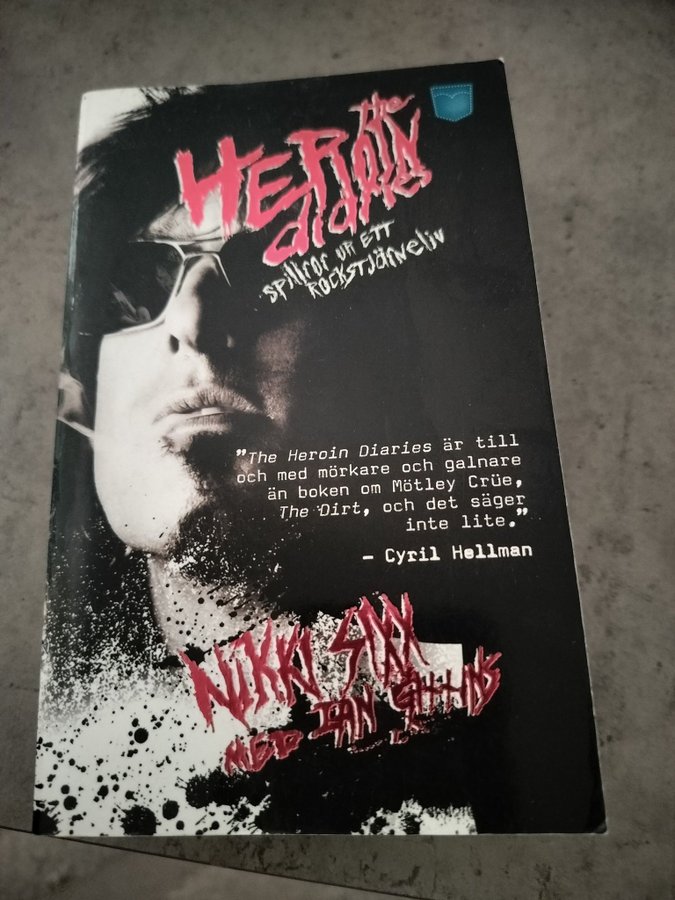 the
HEROIN
diaries
spillror ur ett
rockstjärneliv
”The Heroin Diaries är till
och med mörkare och galnare
än boken om Mötley Crüe,
The Dirt, och det säger
inte lite.”
– Cyril Hellman
NIKKI SIXX
MED IAN GITTINS